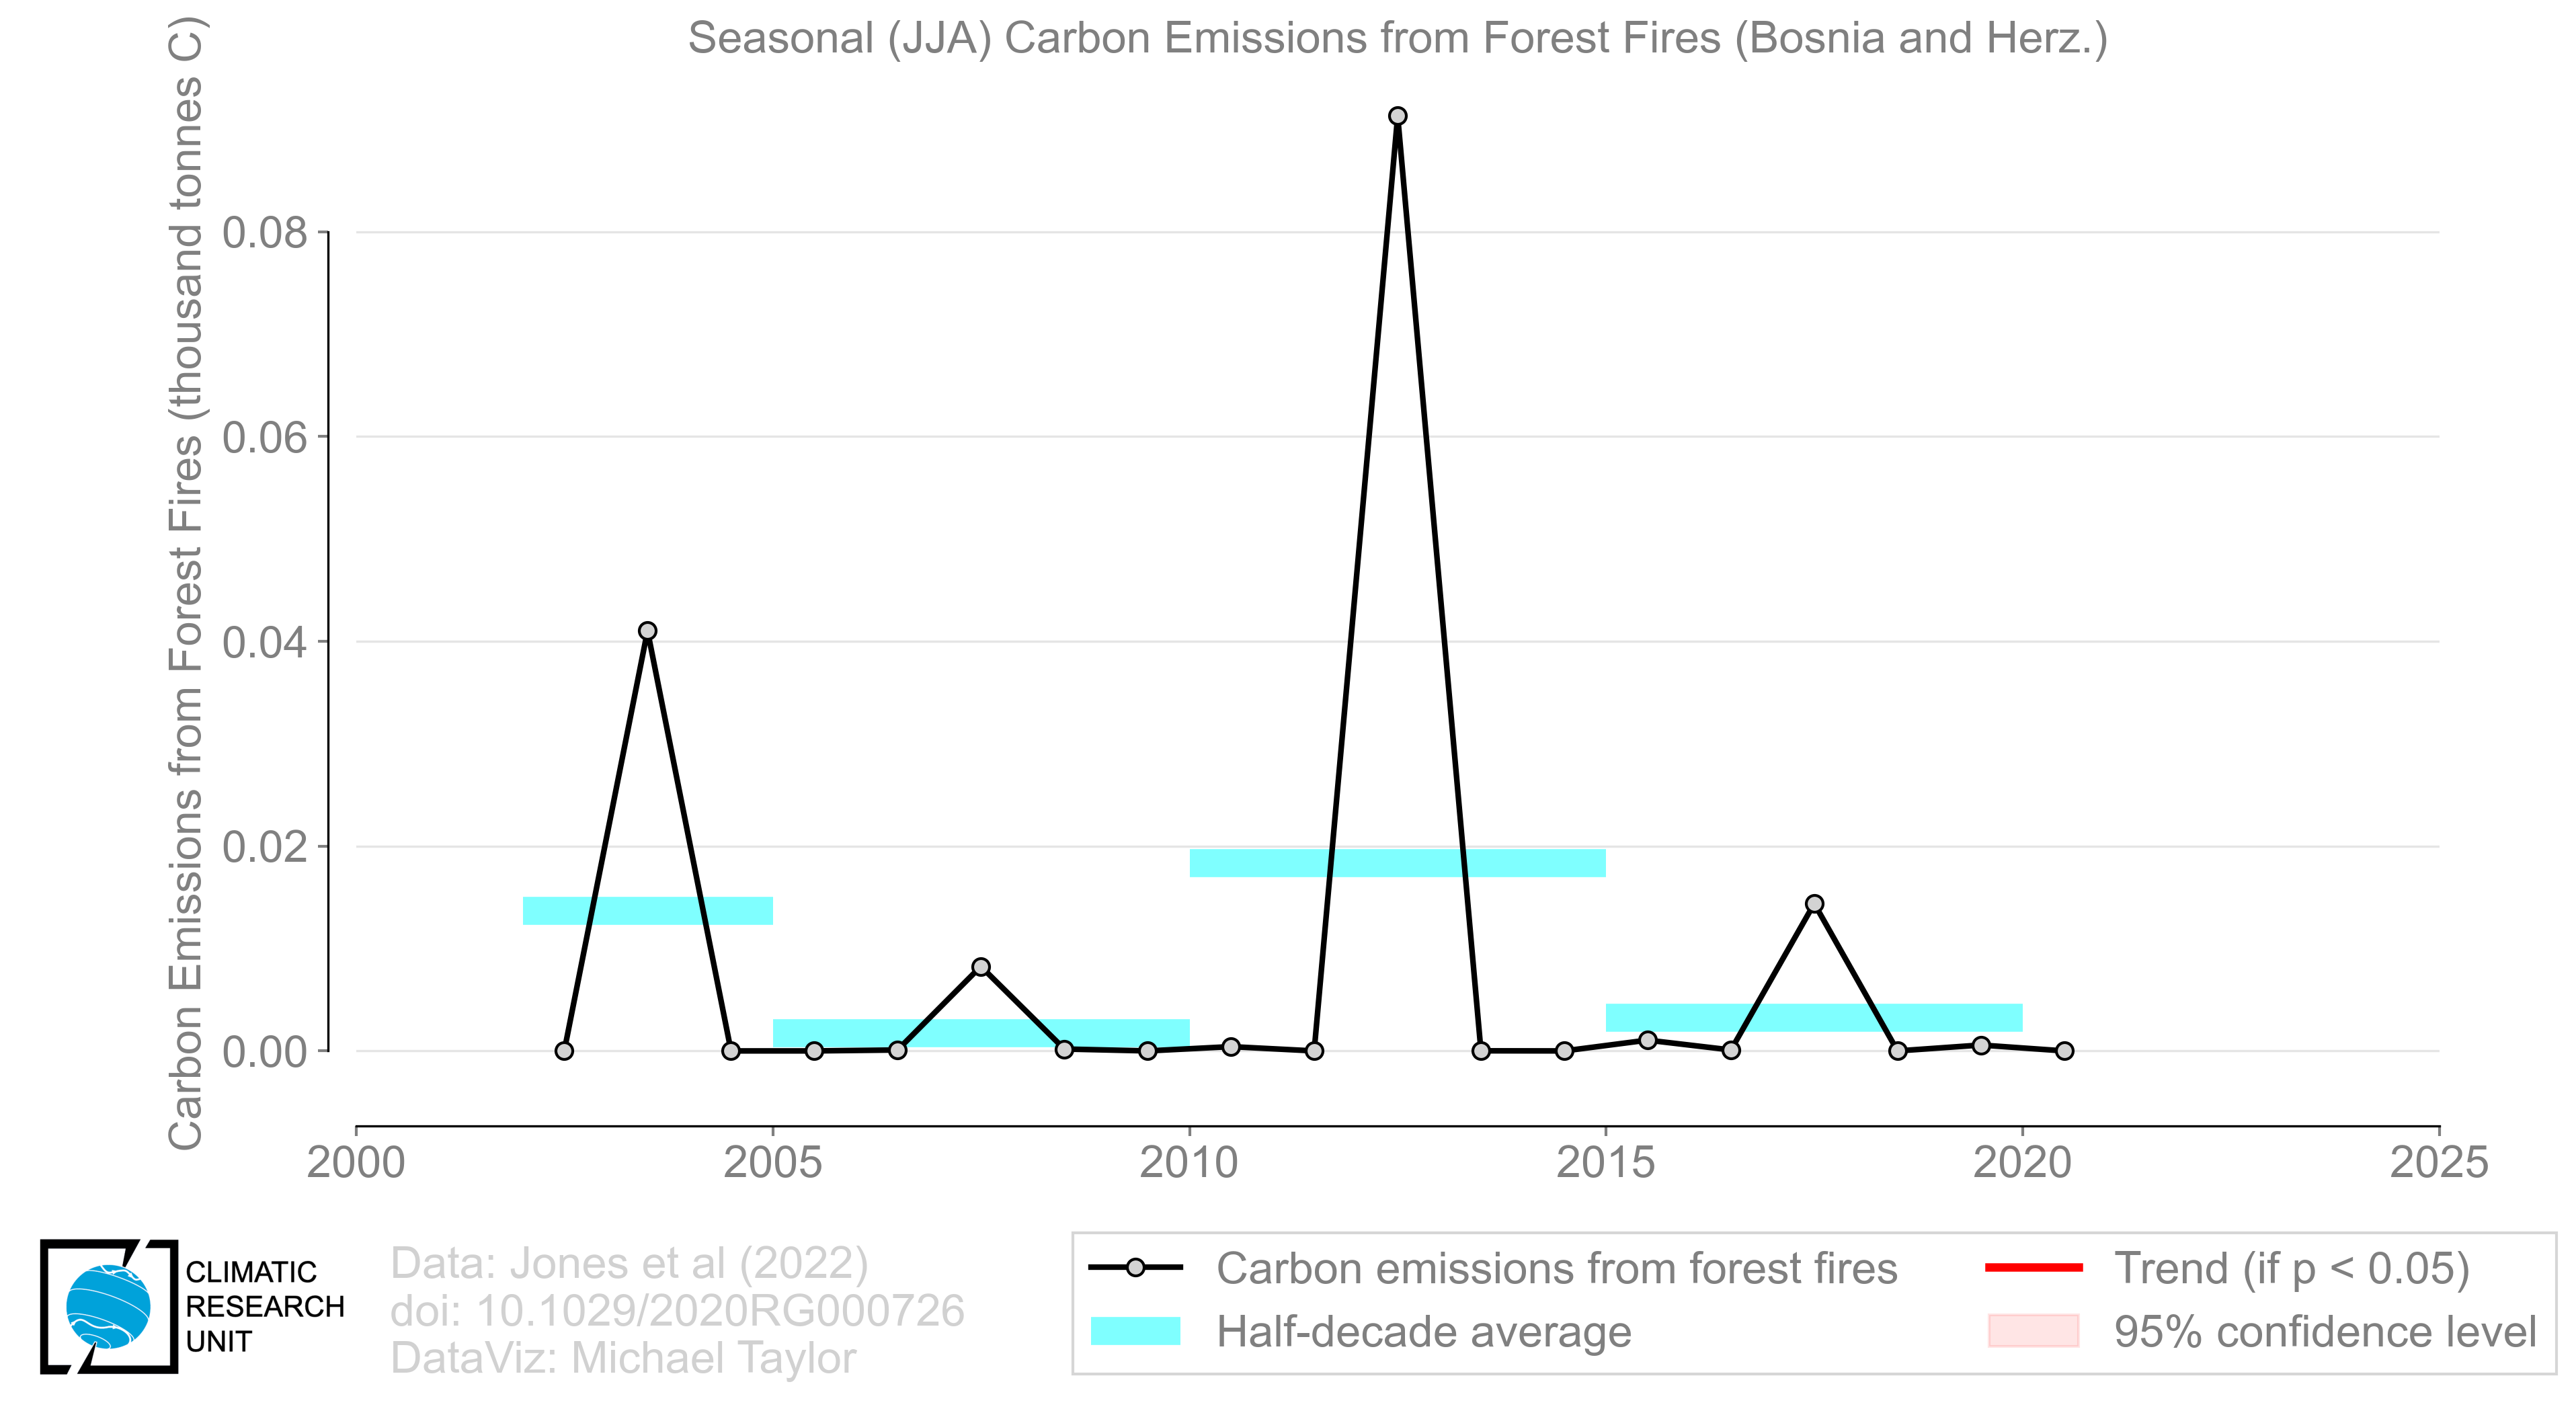 Seasonal (JJA) Carbon Emissions from Forest Fires (Bosnia and Herz.)
Carbon Emissions from Forest Fires (thousand tonnes C)
0.08
0.06
0.04
0.02
0.00
2000
2005
2010
2015
2020
2025
CLIMATIC
RESEARCH
UNIT
Data: Jones et al (2022)
doi: 10.1029/2020RG000726
DataViz: Michael Taylor
Carbon emissions from forest fires
Half-decade average
Trend (if p < 0.05)
95% confidence level